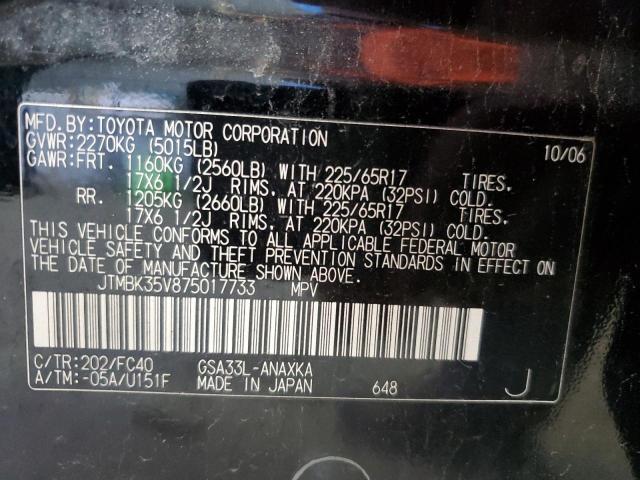 MFD.BY:TOYOTA MOTOR CORPORATION 10/06
GVWR:2270KG (5015LB)
GAWR:FRT. 1160KG (2560LB) WITH 225/65R17 TIRES.
17X6 1/2J RIMS. AT 220KPA (32PSI) COLD.
RR. 1205KG (2660LB) WITH 225/65R17 TIRES.
17X6 1/2J RIMS. AT 220KPA (32PSI) COLD.
THIS VEHICLE CONFORMS TO ALL APPLICABLE FEDERAL MOTOR
VEHICLE SAFETY AND THEFT PREVENTION STANDARDS IN EFFECT ON
THE DATE OF MANUFACTURE SHOWN ABOVE.
JTMBK35V875017733 MPV
C/TR:202/FC40 GSA33L-ANAXKA
A/TM:-05A/U151F MADE IN JAPAN 648 J